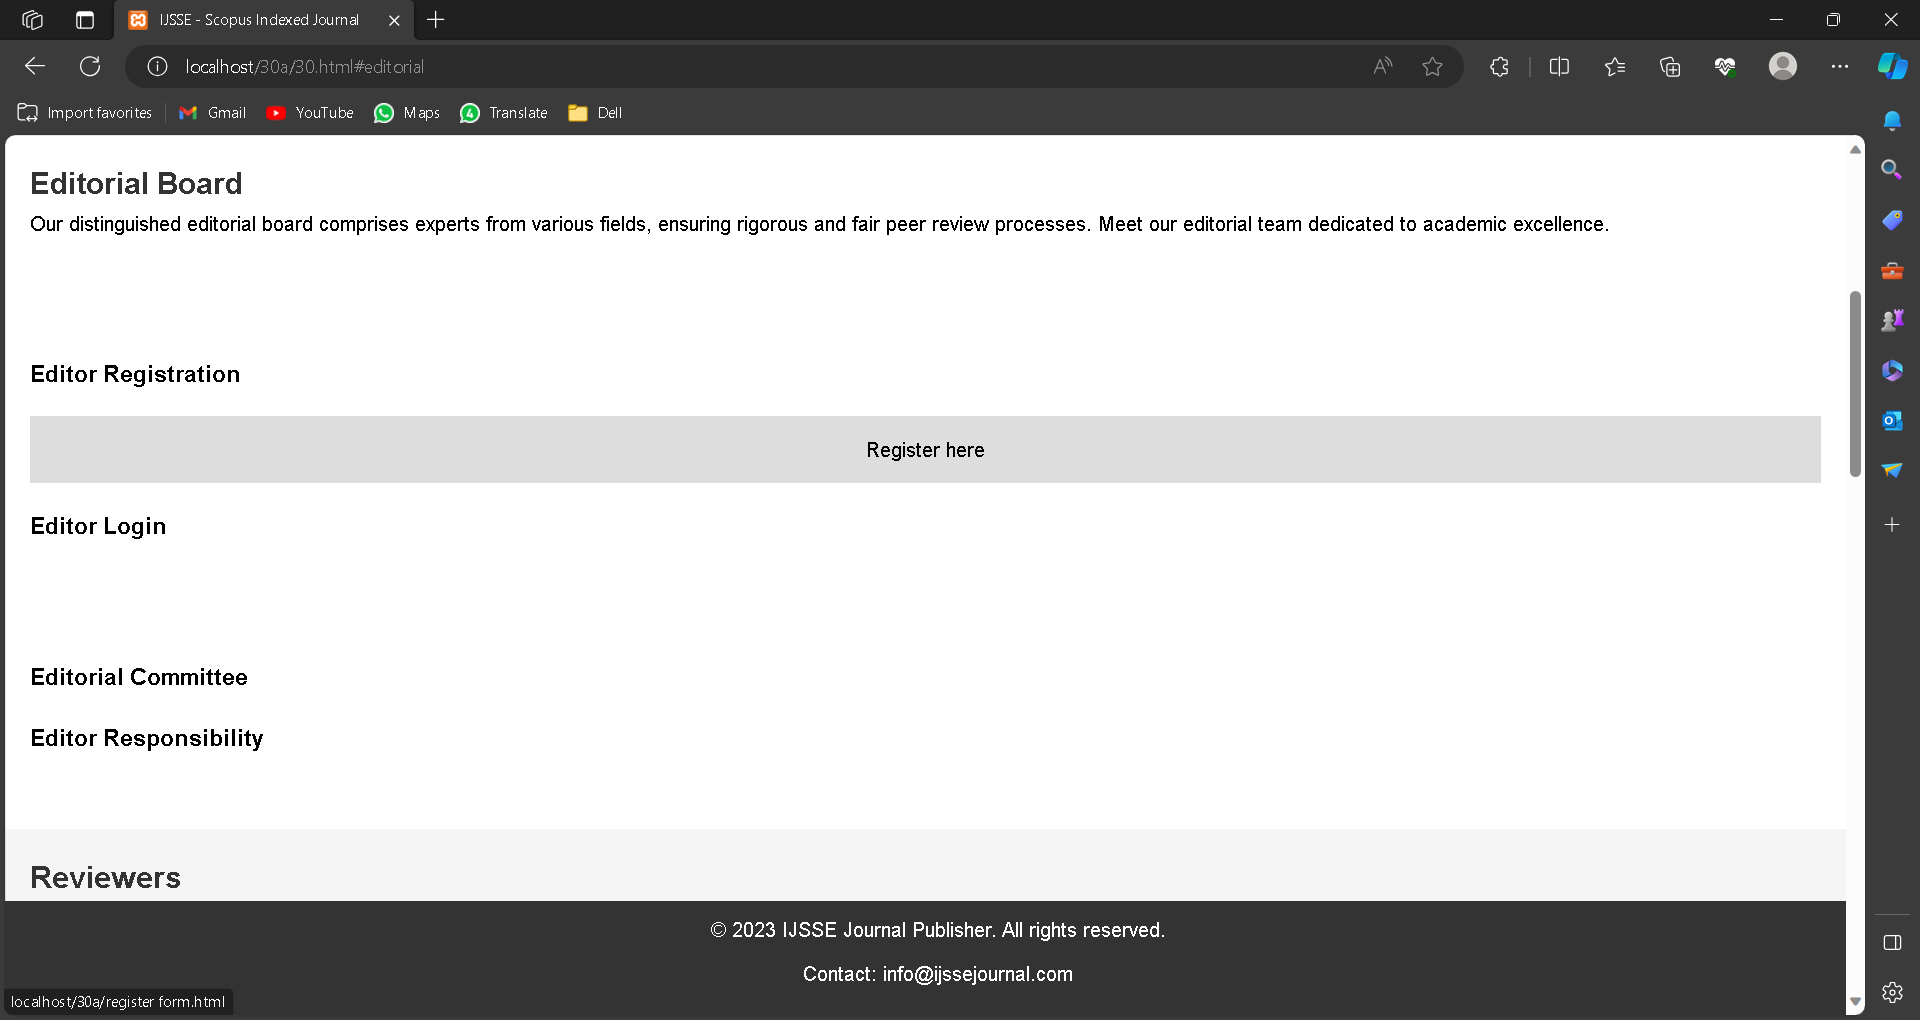 IJSSE - Scopus Indexed Journal
localhost/30a/30.html#editorial
Import favorites
Gmail
YouTube
Maps
Translate
Dell
Editorial Board
Our distinguished editorial board comprises experts from various fields, ensuring rigorous and fair peer review processes. Meet our editorial team dedicated to academic excellence.
Editor Registration
Register here
Editor Login
Editorial Committee
Editor Responsibility
Reviewers
© 2023 IJSSE Journal Publisher. All rights reserved.
Contact: info@ijssejournal.com
localhost/30a/register form.html